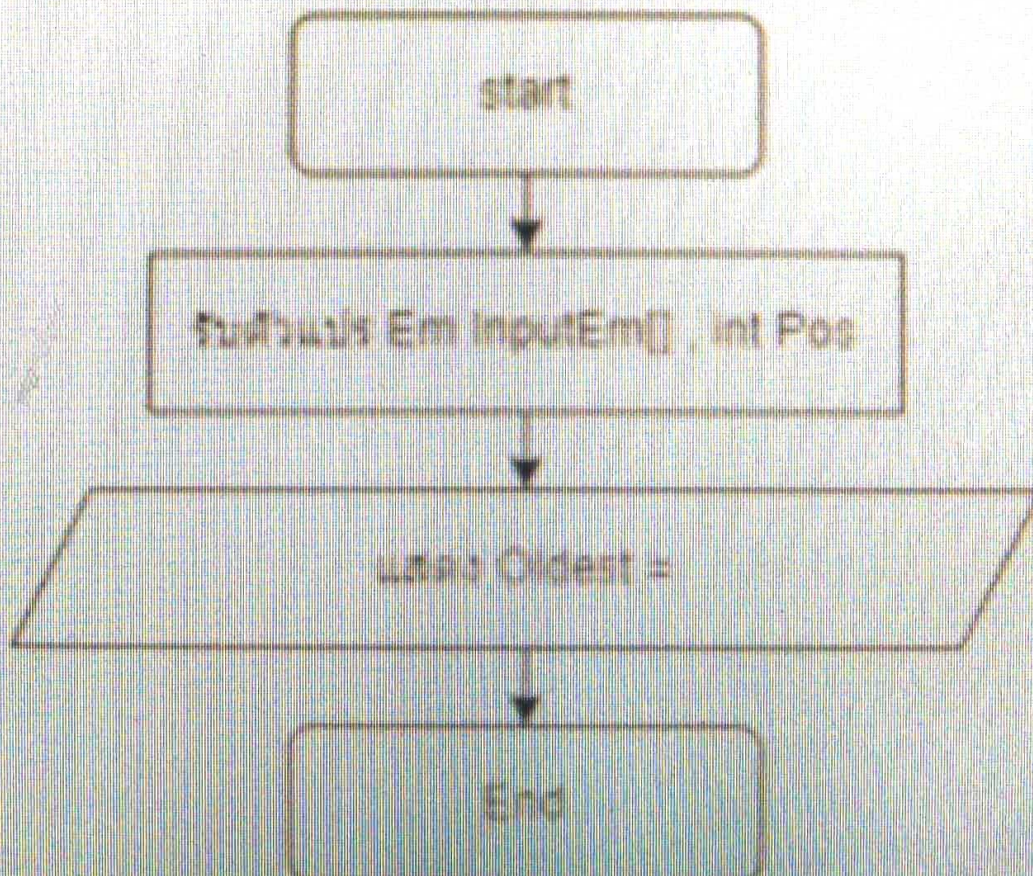 start
รับตัวแปร Em InputEm[] , int Pos
แสดง Oldest =
End